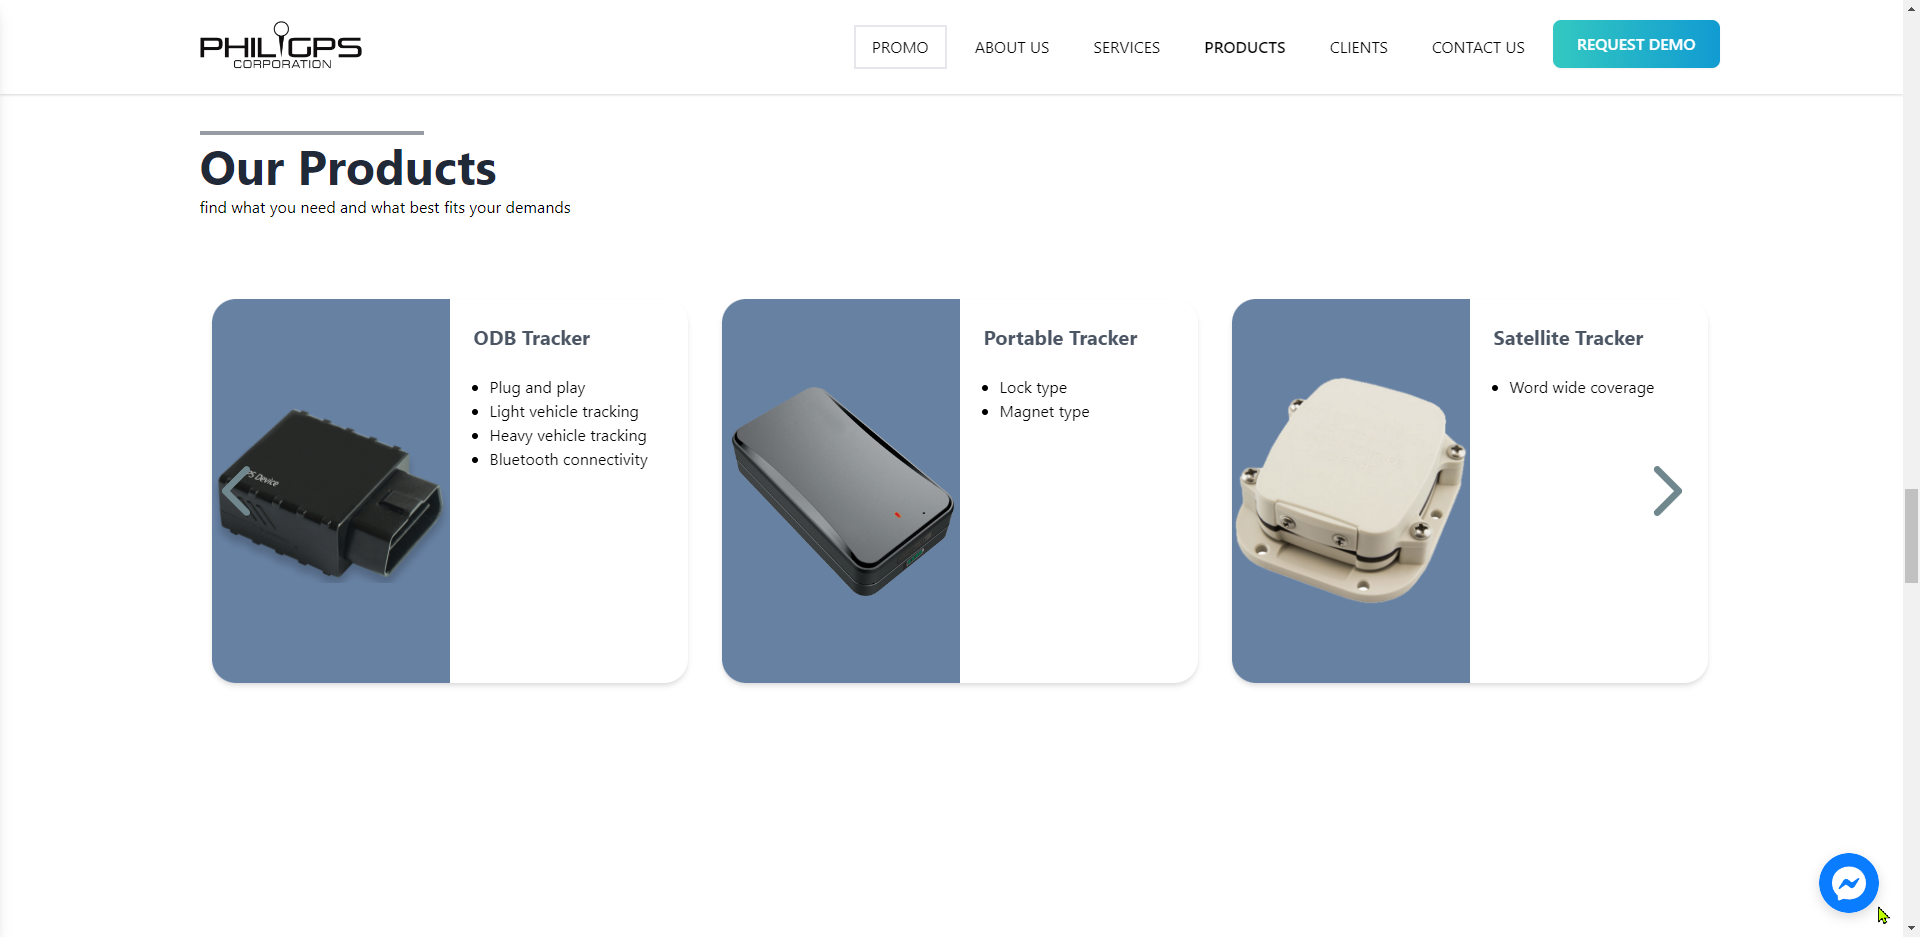 PHILGPS
CORPORATION
PROMO
ABOUT US
SERVICES
PRODUCTS
CLIENTS
CONTACT US
REQUEST DEMO
Our Products
find what you need and what best fits your demands
ODB Tracker
Plug and play
Light vehicle tracking
Heavy vehicle tracking
Bluetooth connectivity
Device
Portable Tracker
Lock type
Magnet type
Satellite Tracker
Word wide coverage